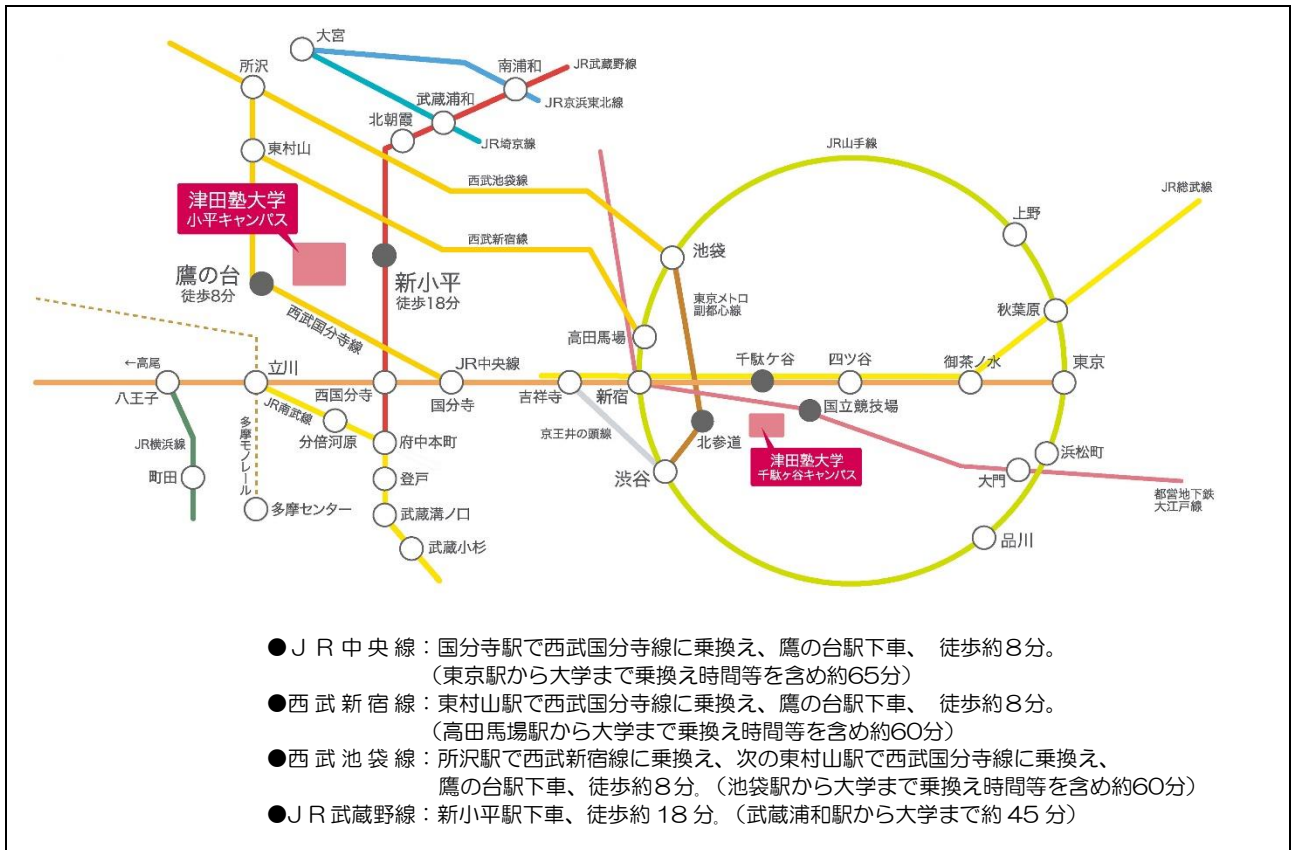 大宮
所沢
南浦和
JR武蔵野線
武蔵浦和
JR京浜東北線
北朝霞
東村山
JR埼京線
JR山手線
西武池袋線
JR総武線
津田塾大学
小平キャンパス
上野
西武新宿線
池袋
鷹の台
徒歩8分
新小平
徒歩18分
東京メトロ
副都心線
秋葉原
西武国分寺線
高田馬場
←高尾
立川
JR中央線
千駄ケ谷
四ツ谷
御茶ノ水
東京
八王子
JR南武線
西国分寺
国分寺
吉祥寺
新宿
国立競技場
多摩モノレール
分倍河原
府中本町
京王井の頭線
北参道
JR横浜線
浜松町
津田塾大学
千駄ヶ谷キャンパス
町田
登戸
渋谷
大門
都営地下鉄
大江戸線
多摩センター
武蔵溝ノ口
武蔵小杉
品川
●ＪＲ中央線：国分寺駅で西武国分寺線に乗換え、鷹の台駅下車、 徒歩約８分。
（東京駅から大学まで乗換え時間等を含め約65分）
●西武新宿線：東村山駅で西武国分寺線に乗換え、鷹の台駅下車、 徒歩約８分。
（高田馬場駅から大学まで乗換え時間等を含め約60分）
●西武池袋線：所沢駅で西武新宿線に乗換え、次の東村山駅で西武国分寺線に乗換え、
鷹の台駅下車、徒歩約８分。（池袋駅から大学まで乗換え時間等を含め約60分）
●ＪＲ武蔵野線：新小平駅下車、徒歩約 18 分。（武蔵浦和駅から大学まで約 45 分）